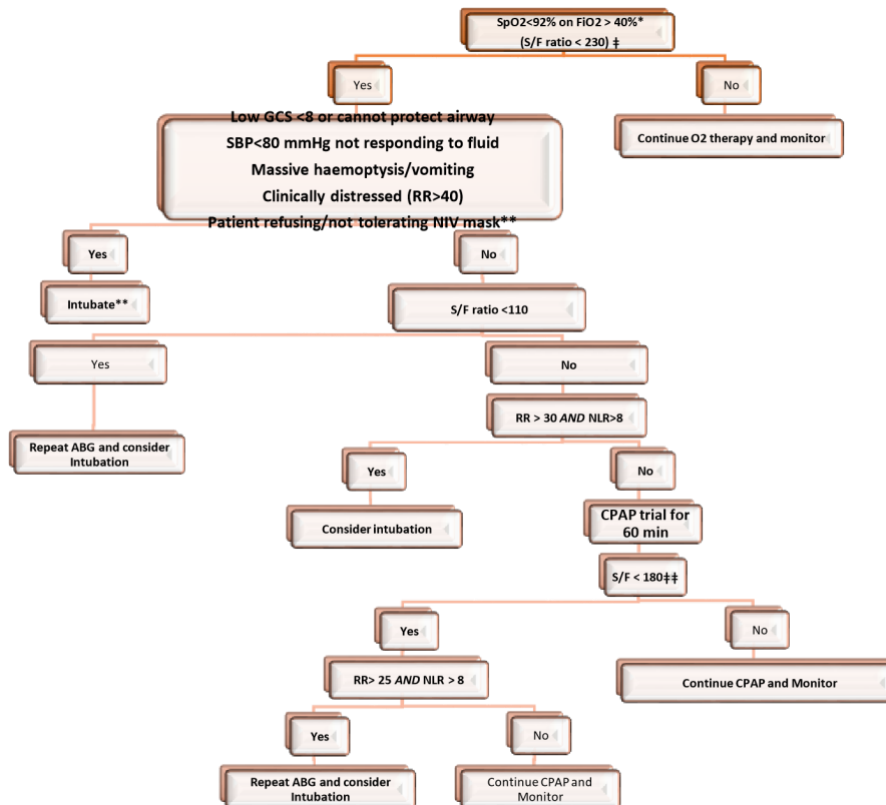 SpO2<92% on FiO2 > 40%*
(S/F ratio < 230) ‡
Yes
No
Low GCS <8 or cannot protect airway
SBP<80 mmHg not responding to fluid
Massive haemoptysis/vomiting
Clinically distressed (RR>40)
Patient refusing/not tolerating NIV mask**
Continue O2 therapy and monitor
Yes
No
Intubate**
S/F ratio <110
Yes
No
Repeat ABG and consider
Intubation
RR > 30 AND NLR>8
Yes
No
Consider intubation
CPAP trial for
60 min
S/F < 180‡‡
Yes
No
RR> 25 AND NLR > 8
Continue CPAP and Monitor
Yes
No
Repeat ABG and consider
Intubation
Continue CPAP and
Monitor